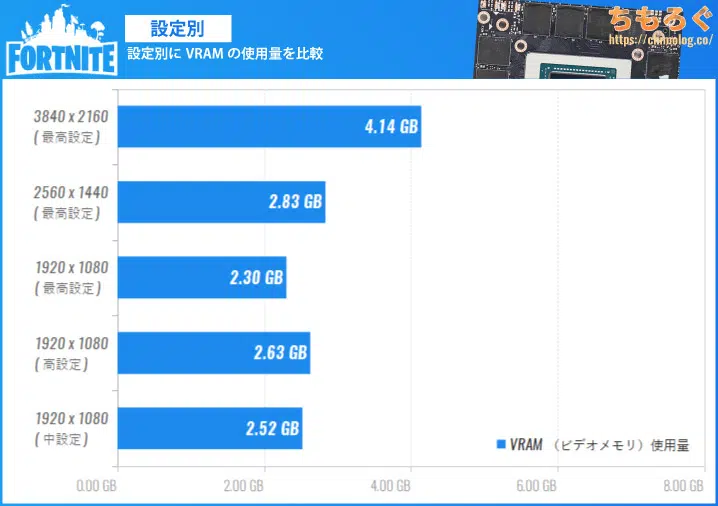 FORTNITE
設定別
設定別に VRAM の使用量を比較
ちもろぐ
https://chimolog.co/
3840 x 2160
( 最高設定 )
4.14 GB
2560 x 1440
( 最高設定 )
2.83 GB
1920 x 1080
( 最高設定 )
2.30 GB
1920 x 1080
( 高設定 )
2.63 GB
1920 x 1080
( 中設定 )
2.52 GB
VRAM （ビデオメモリ）使用量
0.00 GB 2.00 GB 4.00 GB 6.00 GB 8.00 GB